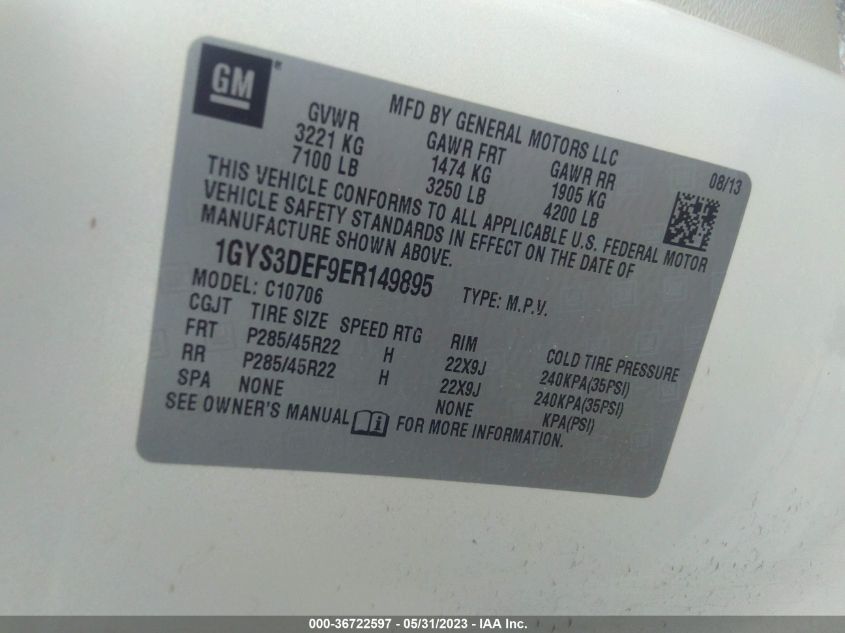 GM
MFD BY GENERAL MOTORS LLC
08/13
GVWR GAWR FRT GAWR RR
3221 KG 1474 KG 1905 KG
7100 LB 3250 LB 4200 LB
THIS VEHICLE CONFORMS TO ALL APPLICABLE U.S. FEDERAL MOTOR
VEHICLE SAFETY STANDARDS IN EFFECT ON THE DATE OF
MANUFACTURE SHOWN ABOVE.
1GYS3DEF9ER149895 TYPE: M.P.V.
MODEL: C10706
CGJT TIRE SIZE SPEED RTG RIM COLD TIRE PRESSURE
FRT P285/45R22 H 22X9J 240KPA(35PSI)
RR P285/45R22 H 22X9J 240KPA(35PSI)
SPA NONE NONE KPA(PSI)
SEE OWNER'S MANUAL FOR MORE INFORMATION.
000-36722597 - 05/31/2023 - IAA Inc.